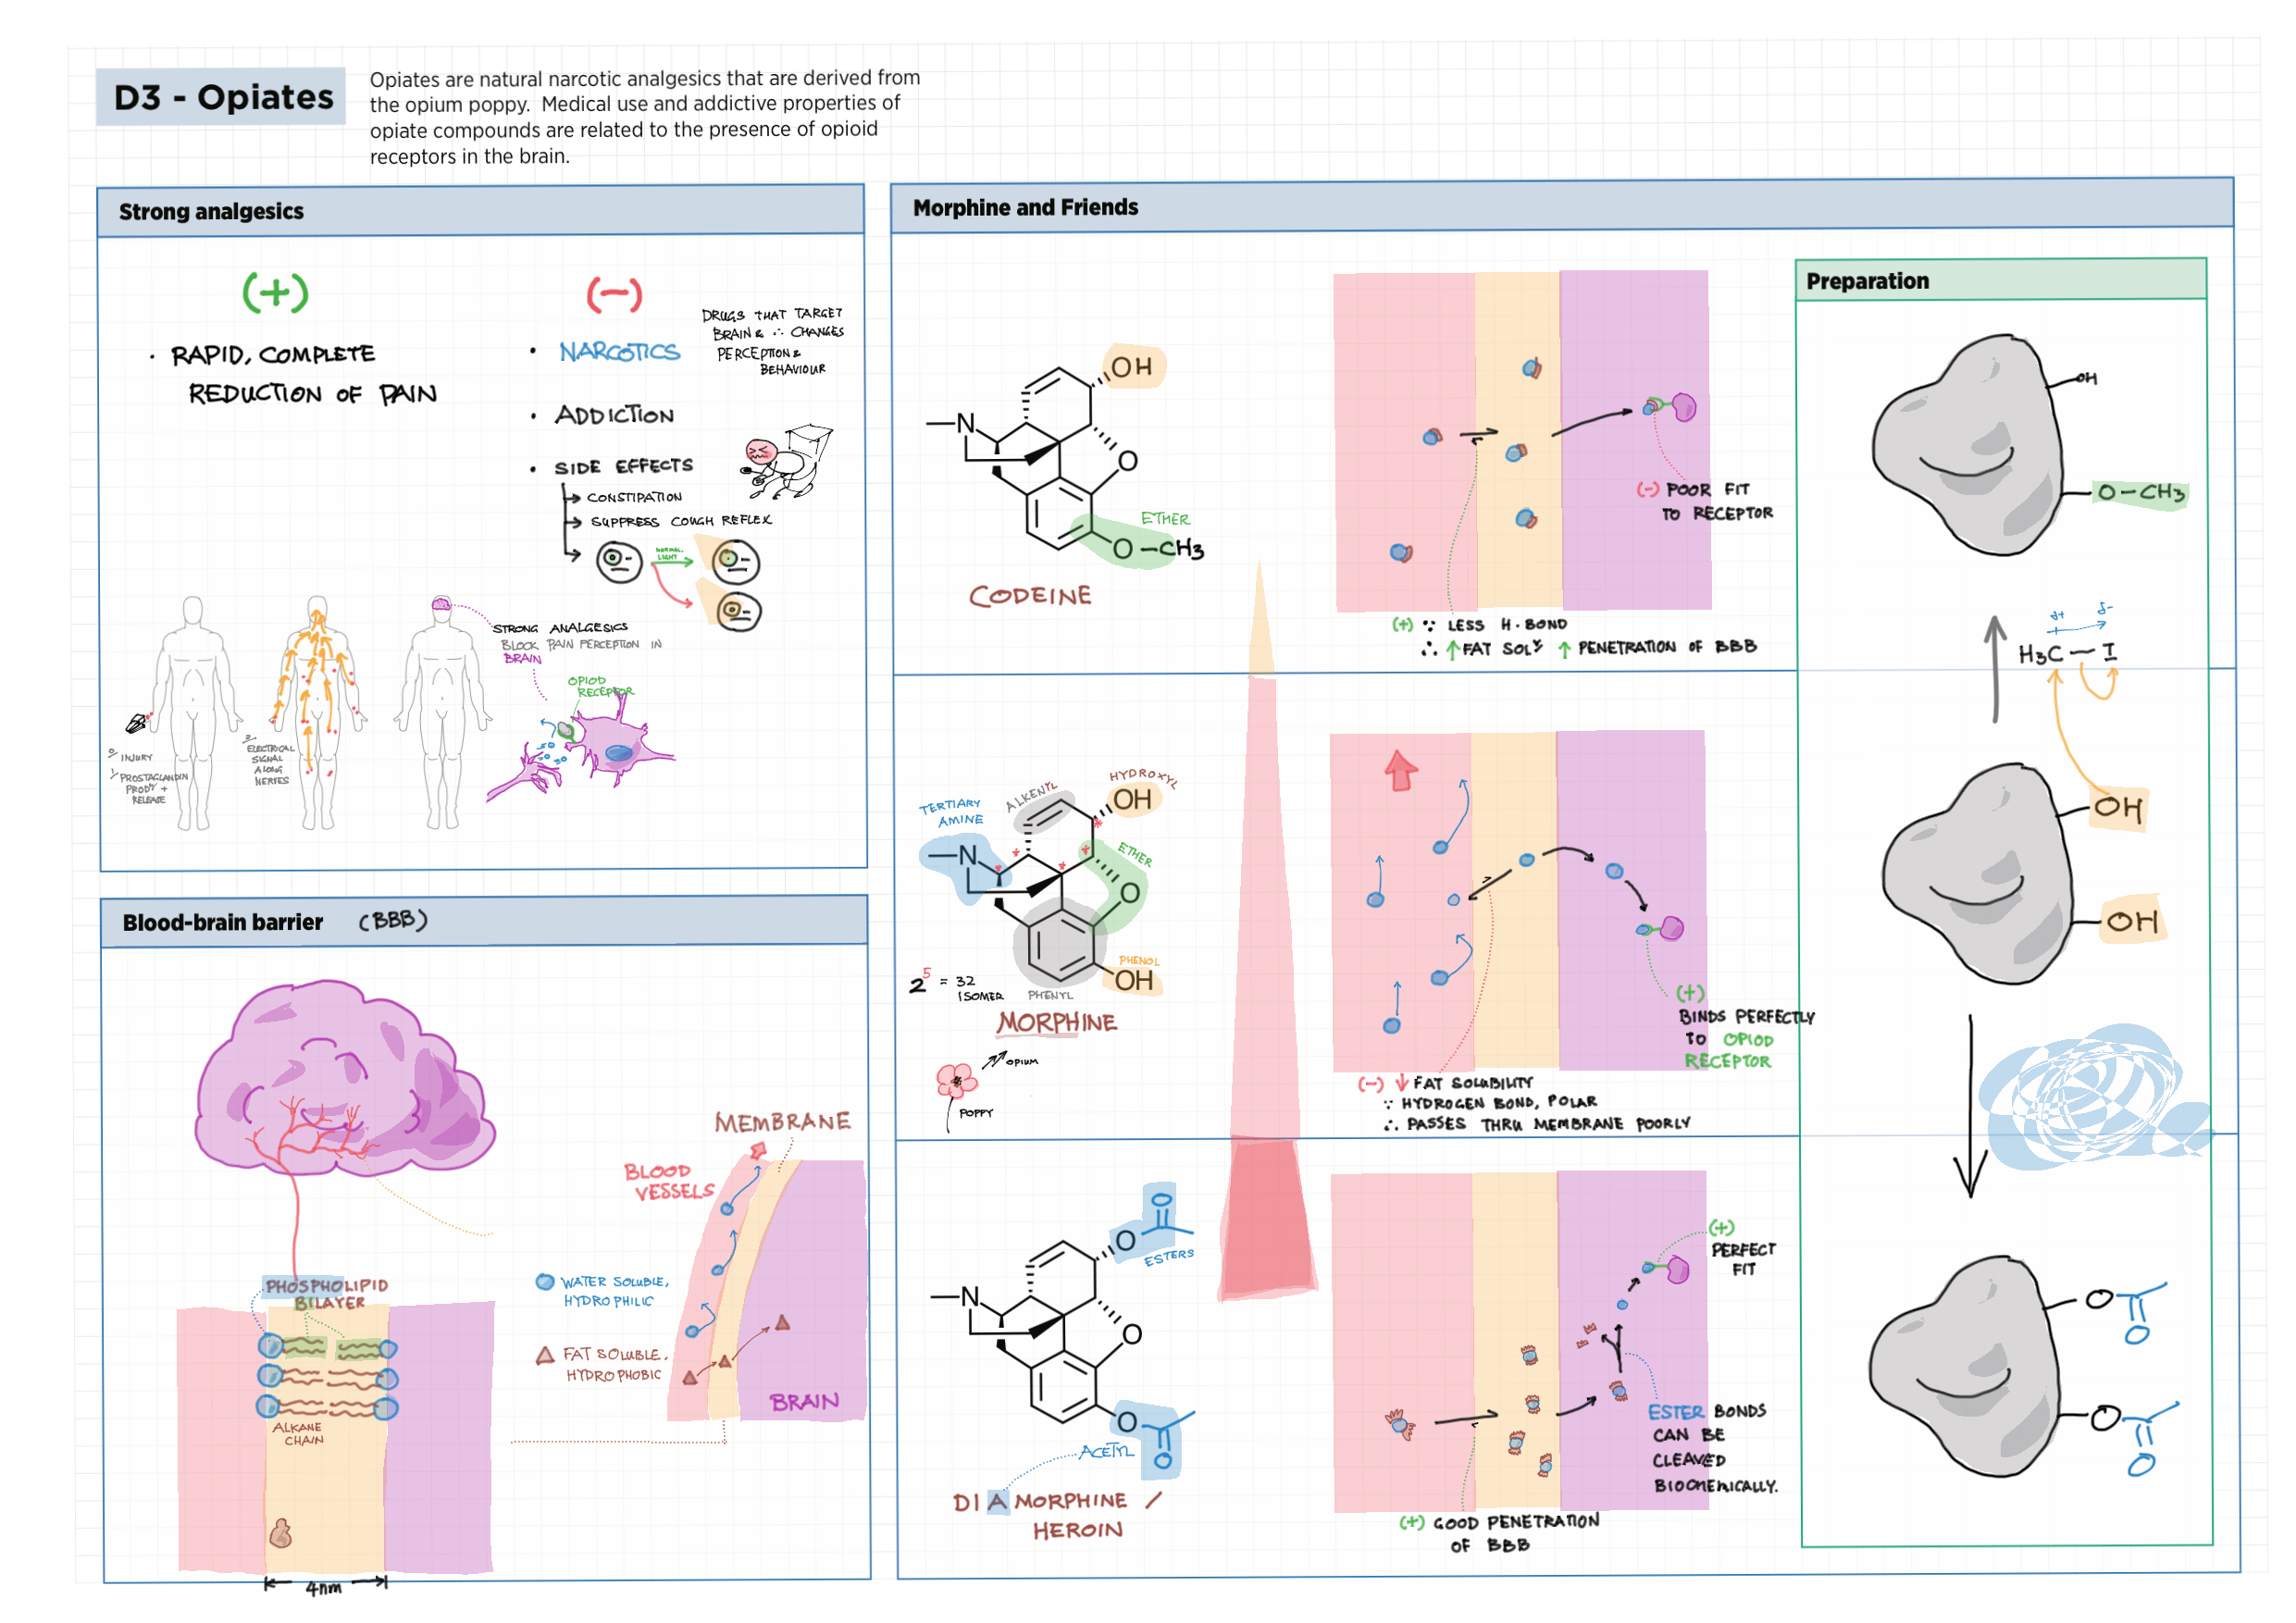 D3 - Opiates
Opiates are natural narcotic analgesics that are derived from
the opium poppy. Medical use and addictive properties of
opiate compounds are related to the presence of opioid
receptors in the brain.
Strong analgesics
(+)
· RAPID, COMPLETE
REDUCTION OF PAIN
(-)
· NARCOTICS
DRUGS THAT TARGET
BRAIN & ∴ CHANGES
PERCEPTION &
BEHAVIOUR
· ADDICTION
· SIDE EFFECTS
→ CONSTIPATION
→ SUPPRESS COUGH REFLEX
NORMAL
LIGHT
0/ INJURY
1/ PROSTAGLANDIN
PRODⁿ +
RELEASE
2/
ELECTRICAL
SIGNAL
ALONG
NERVES
STRONG ANALGESICS
BLOCK PAIN PERCEPTION IN
BRAIN
OPIOD
RECEPTOR
Blood-brain barrier (BBB)
PHOSPHOLIPID
BILAYER
ALKANE
CHAIN
4nm
MEMBRANE
BLOOD
VESSELS
WATER SOLUBLE,
HYDROPHILIC
FAT SOLUBLE,
HYDROPHOBIC
BRAIN
Morphine and Friends
OH
N
O
ETHER
O-CH3
CODEINE
(-) POOR FIT
TO RECEPTOR
(+) ∵ LESS H-BOND
∴ ↑ FAT SOLʸ ↑ PENETRATION OF BBB
TERTIARY
AMINE
ALKENYL
HYDROXYL
OH
N
ETHER
O
PHENOL
OH
PHENYL
2⁵ = 32
ISOMER
MORPHINE
OPIUM
POPPY
(+)
BINDS PERFECTLY
TO OPIOD
RECEPTOR
(-) ↓ FAT SOLUBILITY
∵ HYDROGEN BOND, POLAR
∴ PASSES THRU MEMBRANE POORLY
O
O
ESTERS
N
O
O
O
ACETYL
DIAMORPHINE /
HEROIN
(+)
PERFECT
FIT
ESTER BONDS
CAN BE
CLEAVED
BIOCHEMICALLY.
(+) GOOD PENETRATION
OF BBB
Preparation
OH
O-CH3
δ+ δ-
H3C-I
OH
OH
O
O
O
O